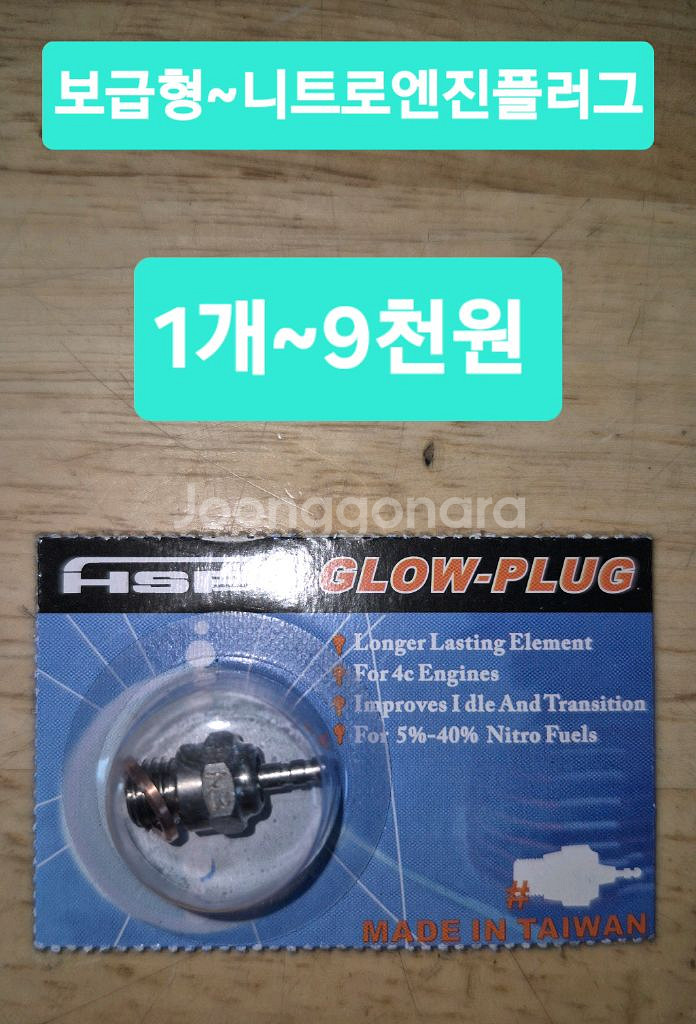 보급형~니트로엔진플러그
1개~9천원
Joonggonara
GLOW-PLUG
Longer Lasting Element
For 4c Engines
Improves I dle And Transition
For 5%-40% Nitro Fuels
#
MADE IN TAIWAN